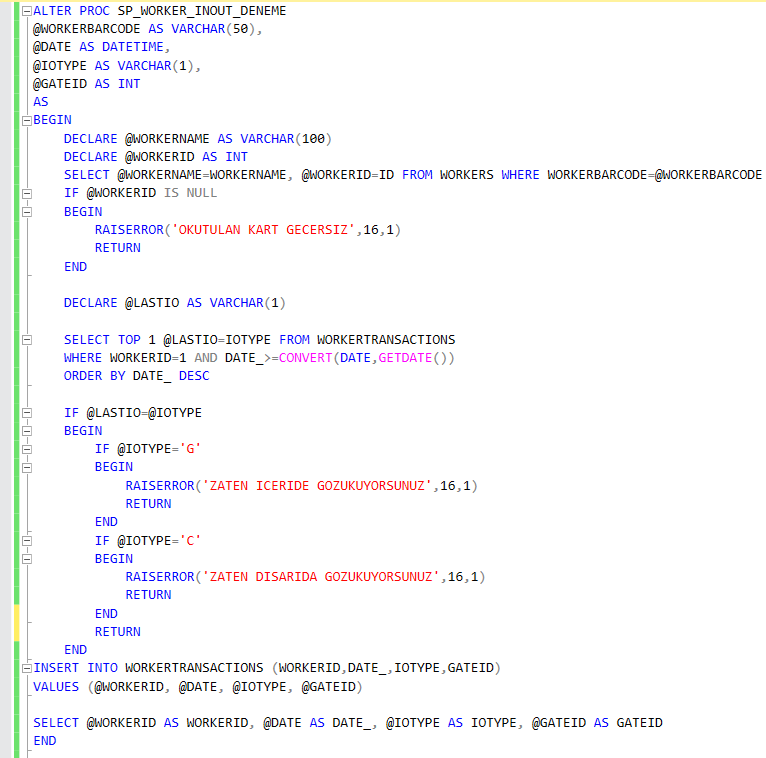 ALTER PROC SP_WORKER_INOUT_DENEME
@WORKERBARCODE AS VARCHAR(50),
@DATE AS DATETIME,
@IOTYPE AS VARCHAR(1),
@GATEID AS INT
AS
BEGIN
    DECLARE @WORKERNAME AS VARCHAR(100)
    DECLARE @WORKERID AS INT
    SELECT @WORKERNAME=WORKERNAME, @WORKERID=ID FROM WORKERS WHERE WORKERBARCODE=@WORKERBARCODE
    IF @WORKERID IS NULL
    BEGIN
        RAISERROR('OKUTULAN KART GECERSIZ',16,1)
        RETURN
    END
    DECLARE @LASTIO AS VARCHAR(1)
    SELECT TOP 1 @LASTIO=IOTYPE FROM WORKERTRANSACTIONS
    WHERE WORKERID=1 AND DATE_>=CONVERT(DATE,GETDATE())
    ORDER BY DATE_ DESC
    IF @LASTIO=@IOTYPE
    BEGIN
        IF @IOTYPE='G'
        BEGIN
            RAISERROR('ZATEN ICERIDE GOZUKUYORSUNUZ',16,1)
            RETURN
        END
        IF @IOTYPE='C'
        BEGIN
            RAISERROR('ZATEN DISARIDA GOZUKUYORSUNUZ',16,1)
            RETURN
        END
        RETURN
    END
INSERT INTO WORKERTRANSACTIONS (WORKERID,DATE_,IOTYPE,GATEID)
VALUES (@WORKERID, @DATE, @IOTYPE, @GATEID)
SELECT @WORKERID AS WORKERID, @DATE AS DATE_, @IOTYPE AS IOTYPE, @GATEID AS GATEID
END